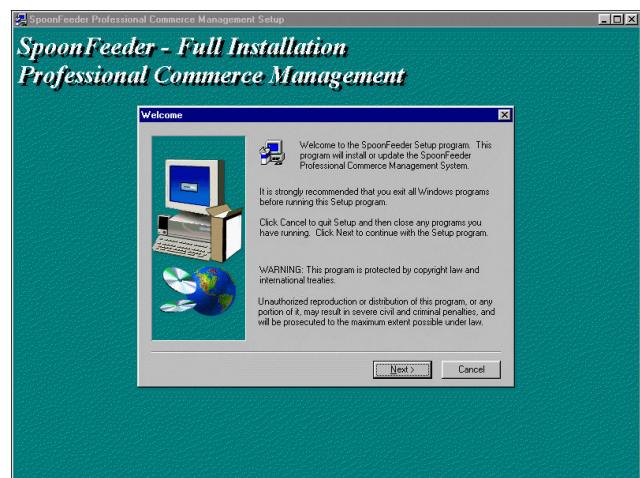 SpoonFeeder Professional Commerce Management Setup
SpoonFeeder - Full Installation
Professional Commerce Management
Welcome
Welcome to the SpoonFeeder Setup program. This
program will install or update the SpoonFeeder
Professional Commerce Management System.
It is strongly recommended that you exit all Windows programs
before running this Setup program.
Click Cancel to quit Setup and then close any programs you
have running. Click Next to continue with the Setup program.
WARNING: This program is protected by copyright law and
international treaties.
Unauthorized reproduction or distribution of this program, or any
portion of it, may result in severe civil and criminal penalties, and
will be prosecuted to the maximum extent possible under law.
Next >
Cancel